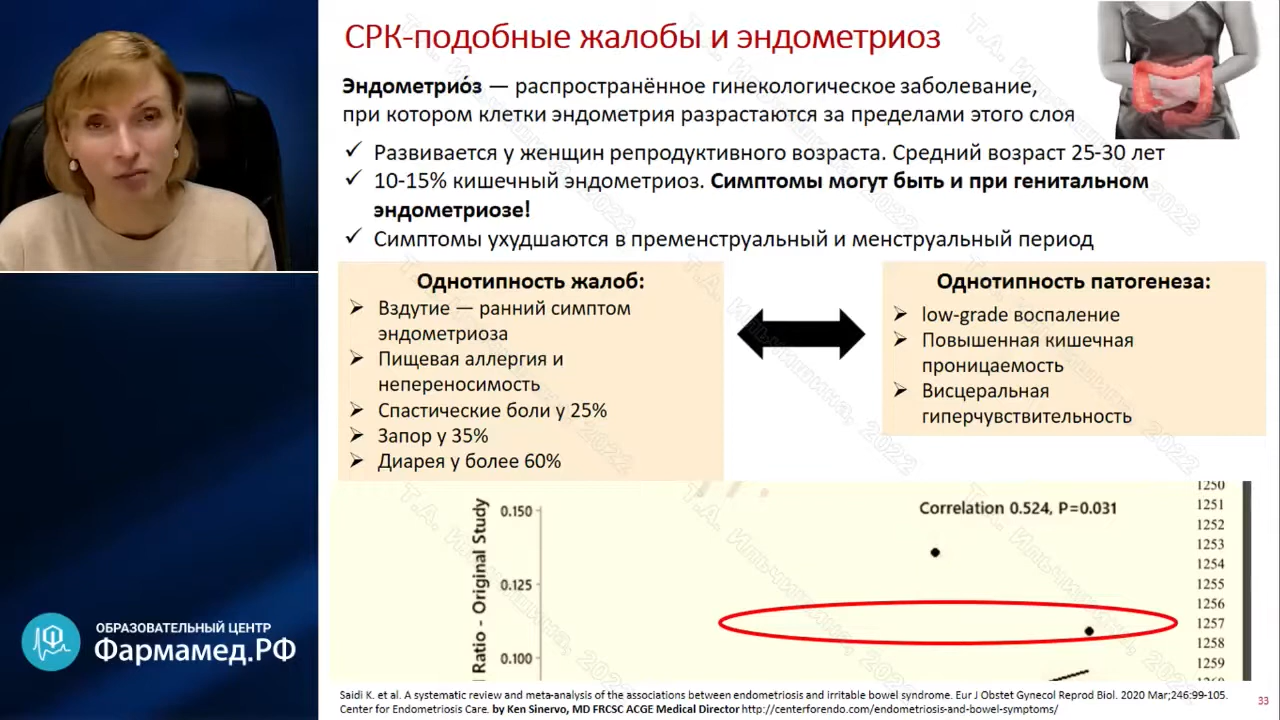 СРК-подобные жалобы и эндометриоз
Эндометрио́з — распространённое гинекологическое заболевание,
при котором клетки эндометрия разрастаются за пределами этого слоя
✓ Развивается у женщин репродуктивного возраста. Средний возраст 25-30 лет
✓ 10-15% кишечный эндометриоз. Симптомы могут быть и при генитальном
эндометриозе!
✓ Симптомы ухудшаются в пременструальный и менструальный период
Однотипность жалоб:
➢ Вздутие — ранний симптом
эндометриоза
➢ Пищевая аллергия и
непереносимость
➢ Спастические боли у 25%
➢ Запор у 35%
➢ Диарея у более 60%
Однотипность патогенеза:
➢ low-grade воспаление
➢ Повышенная кишечная
проницаемость
➢ Висцеральная
гиперчувствительность
Ratio - Original Study
0.150
0.125
0.100
Correlation 0.524, P=0.031
1250
1251
1252
1253
1254
1255
1256
1257
1258
1259
ОБРАЗОВАТЕЛЬНЫЙ ЦЕНТР
Фармамед.РФ
Saidi K. et al. A systematic review and meta-analysis of the associations between endometriosis and irritable bowel syndrome. Eur J Obstet Gynecol Reprod Biol. 2020 Mar;246:99-105.
Center for Endometriosis Care. by Ken Sinervo, MD FRCSC ACGE Medical Director http://centerforendo.com/endometriosis-and-bowel-symptoms/
33
Т.А. Ильчишина, 2022